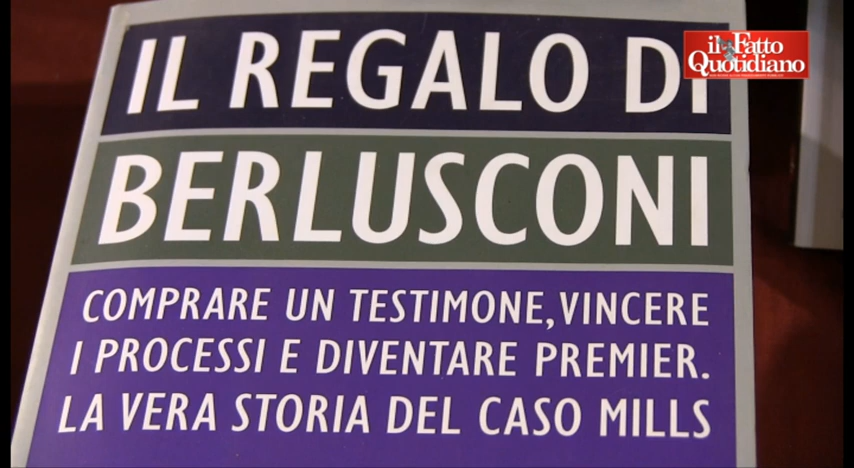 il Fatto
Quotidiano
IL REGALO DI
BERLUSCONI
COMPRARE UN TESTIMONE, VINCERE
I PROCESSI E DIVENTARE PREMIER.
LA VERA STORIA DEL CASO MILLS